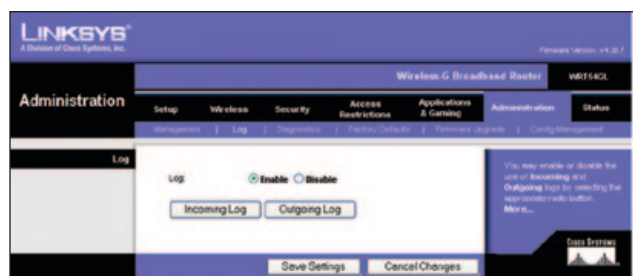 LINKSYS®
A Division of Cisco Systems, Inc.
Firmware Version: v4.30.7
Wireless-G Broadband Router WRT54GL
Administration
Setup Wireless Security Access Restrictions Applications & Gaming Administration Status
Management | Log | Diagnostics | Factory Defaults | Firmware Upgrade | Config Management
Log
Log: Enable Disable
Incoming Log Outgoing Log
You may enable or disable the
use of Incoming and
Outgoing logs by selecting the
appropriate radio button.
More...
Cisco Systems
Save Settings Cancel Changes